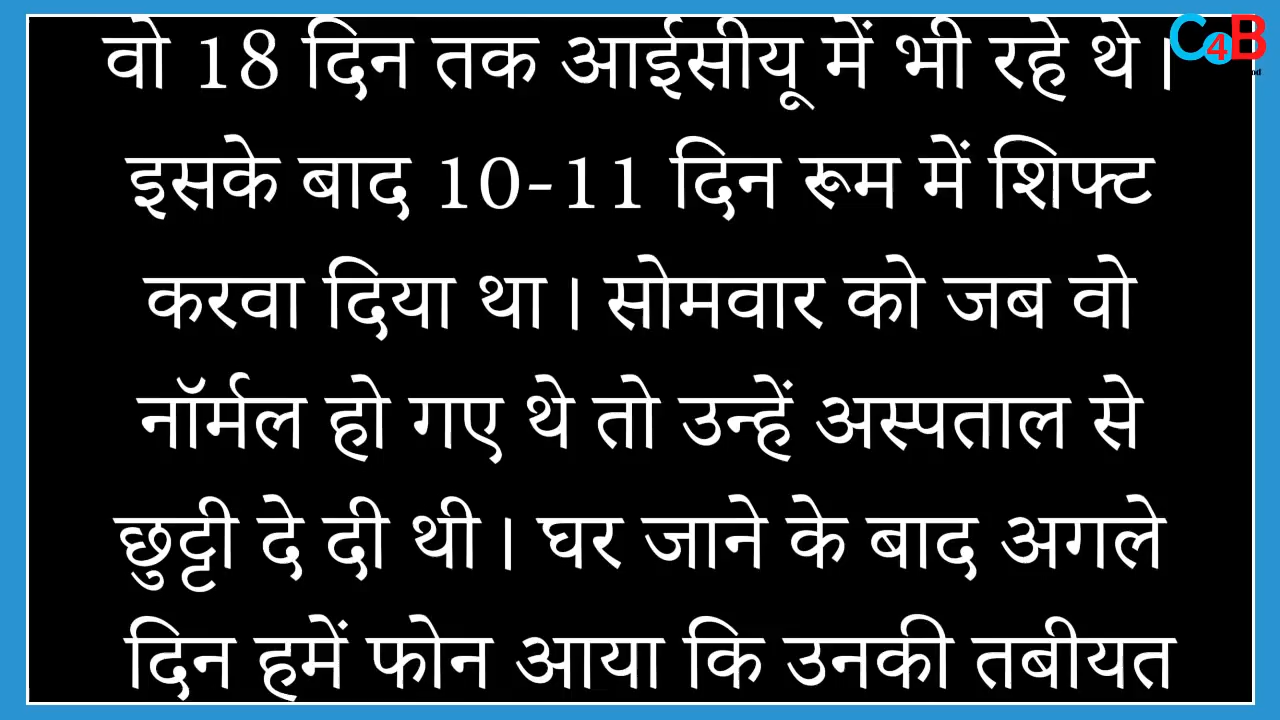 C4B
वो 18 दिन तक आईसीयू में भी रहे थे।
इसके बाद 10-11 दिन रूम में शिफ्ट
करवा दिया था। सोमवार को जब वो
नॉर्मल हो गए थे तो उन्हें अस्पताल से
छुट्टी दे दी थी। घर जाने के बाद अगले
दिन हमें फोन आया कि उनकी तबीयत